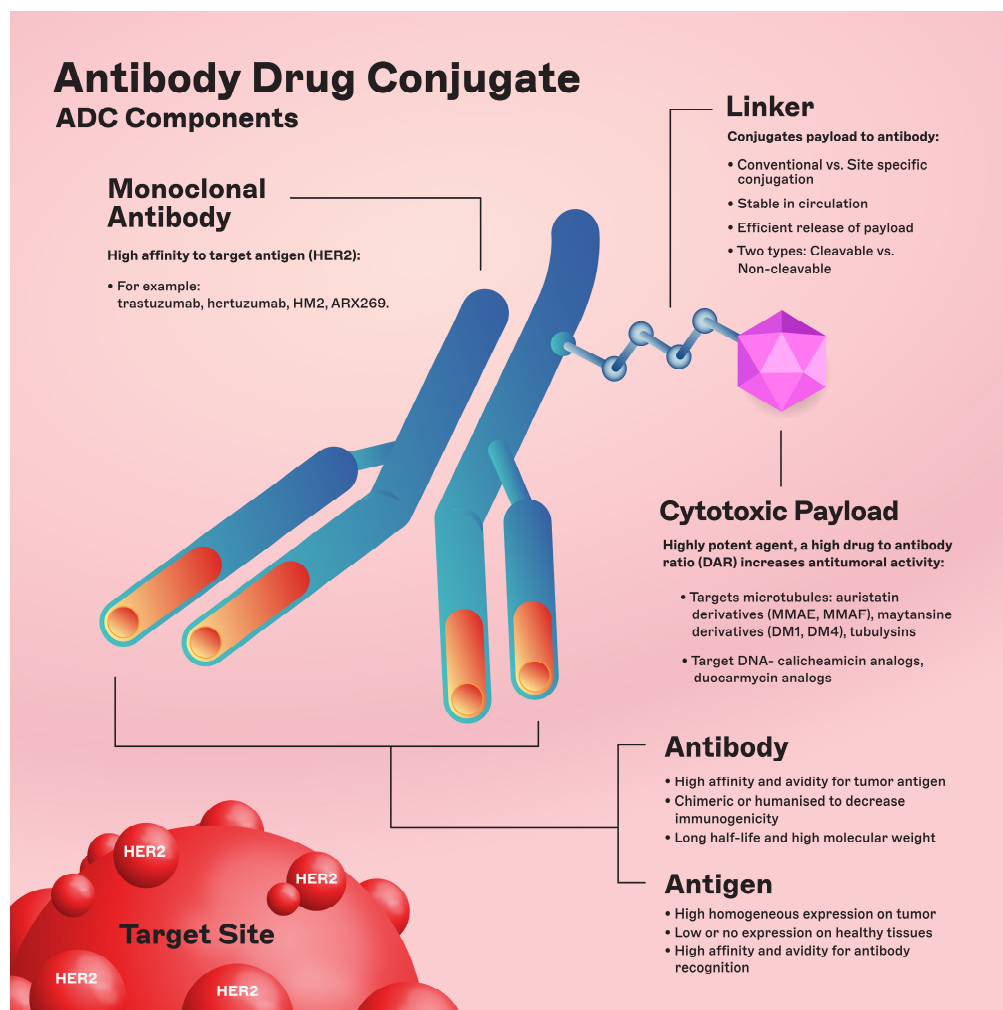 Antibody Drug Conjugate
ADC Components
Monoclonal
Antibody
High affinity to target antigen (HER2):
• For example:
trastuzumab, hertuzumab, HM2, ARX269.
Linker
Conjugates payload to antibody:
• Conventional vs. Site specific
conjugation
• Stable in circulation
• Efficient release of payload
• Two types: Cleavable vs.
Non-cleavable
Cytotoxic Payload
Highly potent agent, a high drug to antibody
ratio (DAR) increases antitumoral activity:
• Targets microtubules: auristatin
derivatives (MMAE, MMAF), maytansine
derivatives (DM1, DM4), tubulysins
• Target DNA- calicheamicin analogs,
duocarmycin analogs
Antibody
• High affinity and avidity for tumor antigen
• Chimeric or humanised to decrease
immunogenicity
• Long half-life and high molecular weight
Antigen
• High homogeneous expression on tumor
• Low or no expression on healthy tissues
• High affinity and avidity for antibody
recognition
HER2
HER2
Target Site
HER2
HER2